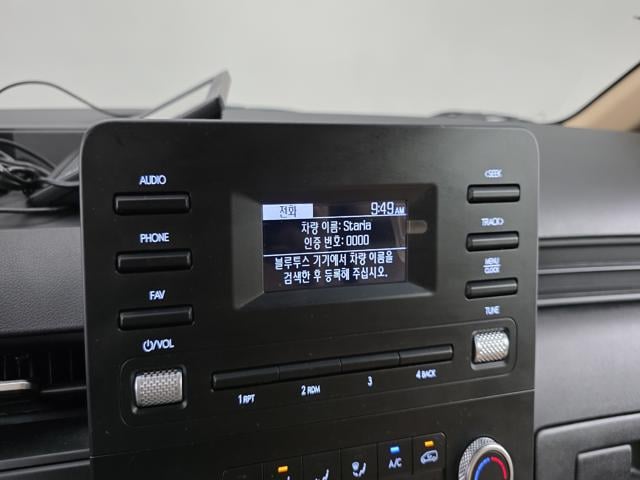 AUDIO
PHONE
FAV
⏻/VOL
전화 9:49 AM
차량 이름: Staria
인증 번호: 0000
블루투스 기기에서 차량 이름을
검색한 후 등록해 주십시오.
<SEEK
TRACK>
MENU
CLOCK
TUNE
1 RPT 2 RDM 3 4 BACK
A/C